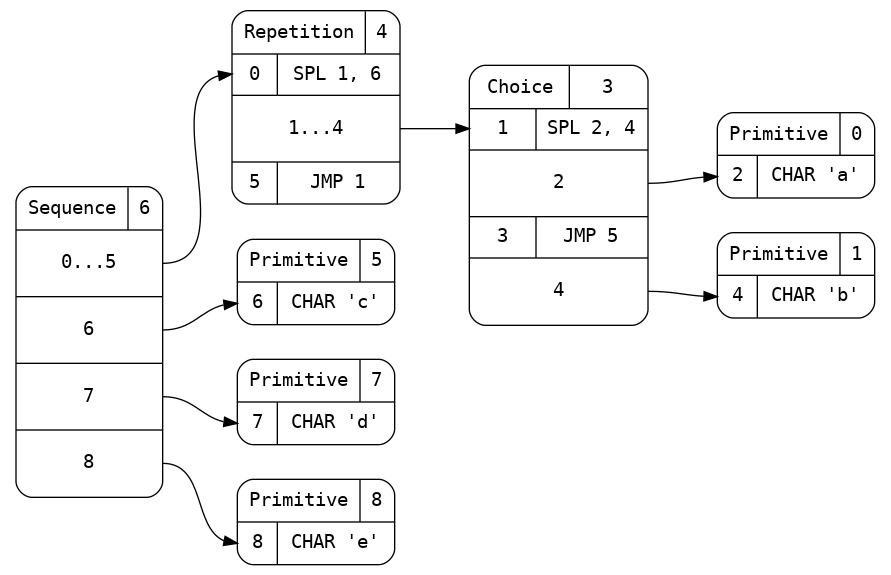 Repetition 4
0 SPL 1, 6
1...4
5 JMP 1
Choice 3
1 SPL 2, 4
2
3 JMP 5
4
Primitive 0
2 CHAR 'a'
Primitive 1
4 CHAR 'b'
Sequence 6
0...5
6
7
8
Primitive 5
6 CHAR 'c'
Primitive 7
7 CHAR 'd'
Primitive 8
8 CHAR 'e'